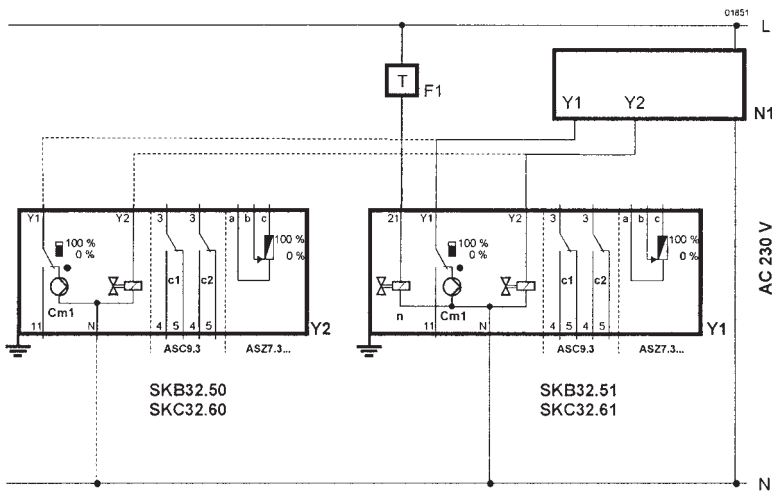 01851
L
T
F1
Y1 Y2
N1
Y1 Y2 3 3 a b c
21 Y1 Y2 3 3 a b c
100 %
0 %
100 %
0 %
100 %
0 %
100 %
0 %
c1 c2
c1 c2
Cm1
n Cm1
11 N 4 5 4 5
Y2
11 N 4 5 4 5
Y1
ASC9.3 ASZ7.3...
ASC9.3 ASZ7.3...
AC 230 V
SKB32.50
SKC32.60
SKB32.51
SKC32.61
N